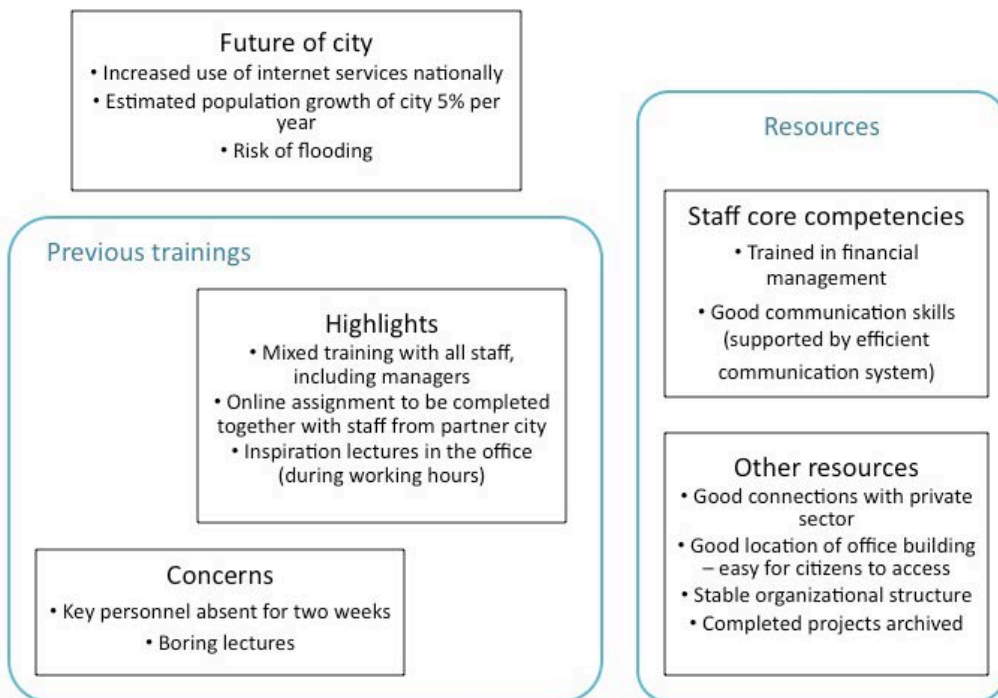 Future of city
• Increased use of internet services nationally
• Estimated population growth of city 5% per
year
• Risk of flooding
Previous trainings
Highlights
• Mixed training with all staff,
including managers
• Online assignment to be completed
together with staff from partner city
• Inspiration lectures in the office
(during working hours)
Concerns
• Key personnel absent for two weeks
• Boring lectures
Resources
Staff core competencies
• Trained in financial
management
• Good communication skills
(supported by efficient
communication system)
Other resources
• Good connections with private
sector
• Good location of office building
– easy for citizens to access
• Stable organizational structure
• Completed projects archived